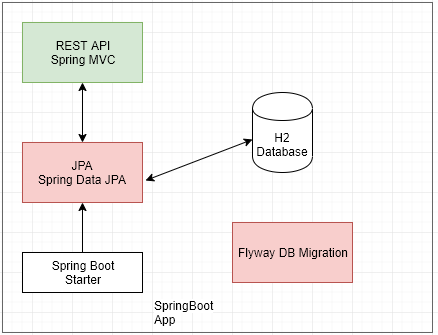 REST API
Spring MVC
H2
Database
JPA
Spring Data JPA
Flyway DB Migration
Spring Boot
Starter
SpringBoot
App